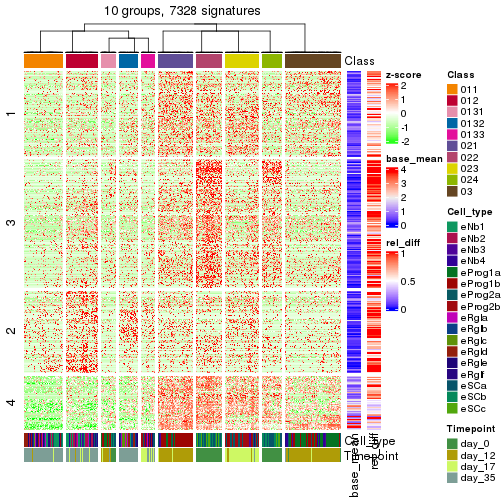 10 groups, 7328 signatures
Class
1
3
2
4
Cell_type
Timepoint
base_mean
rel_diff
z-score
2
1
0
-1
-2
base_mean
4
3
2
1
0
rel_diff
1
0.5
0
Class
011
012
0131
0132
0133
021
022
023
024
03
Cell_type
eNb1
eNb2
eNb3
eNb4
eProg1a
eProg1b
eProg2a
eProg2b
eRgla
eRglb
eRglc
eRgld
eRgle
eRglf
eSCa
eSCb
eSCc
Timepoint
day_0
day_12
day_17
day_35